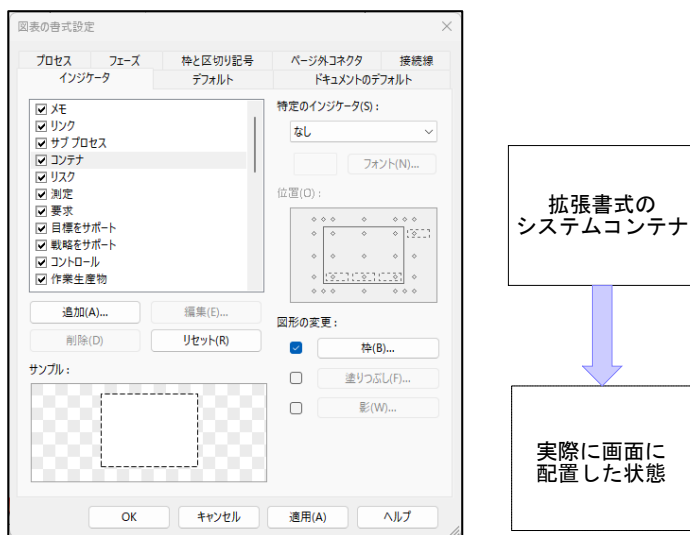 図表の書式設定
プロセス フェーズ 枠と区切り記号 ページ外コネクタ 接続線
インジケータ デフォルト ドキュメントのデフォルト
メモ
リンク
サブ プロセス
コンテナ
リスク
測定
要求
目標をサポート
戦略をサポート
コントロール
作業生産物
追加(A)... 編集(E)...
削除(D) リセット(R)
サンプル:
特定のインジケータ(S):
なし
フォント(N)...
位置(O):
図形の変更:
枠(B)...
塗りつぶし(F)...
影(W)...
OK キャンセル 適用(A) ヘルプ
拡張書式の
システムコンテナ
実際に画面に
配置した状態